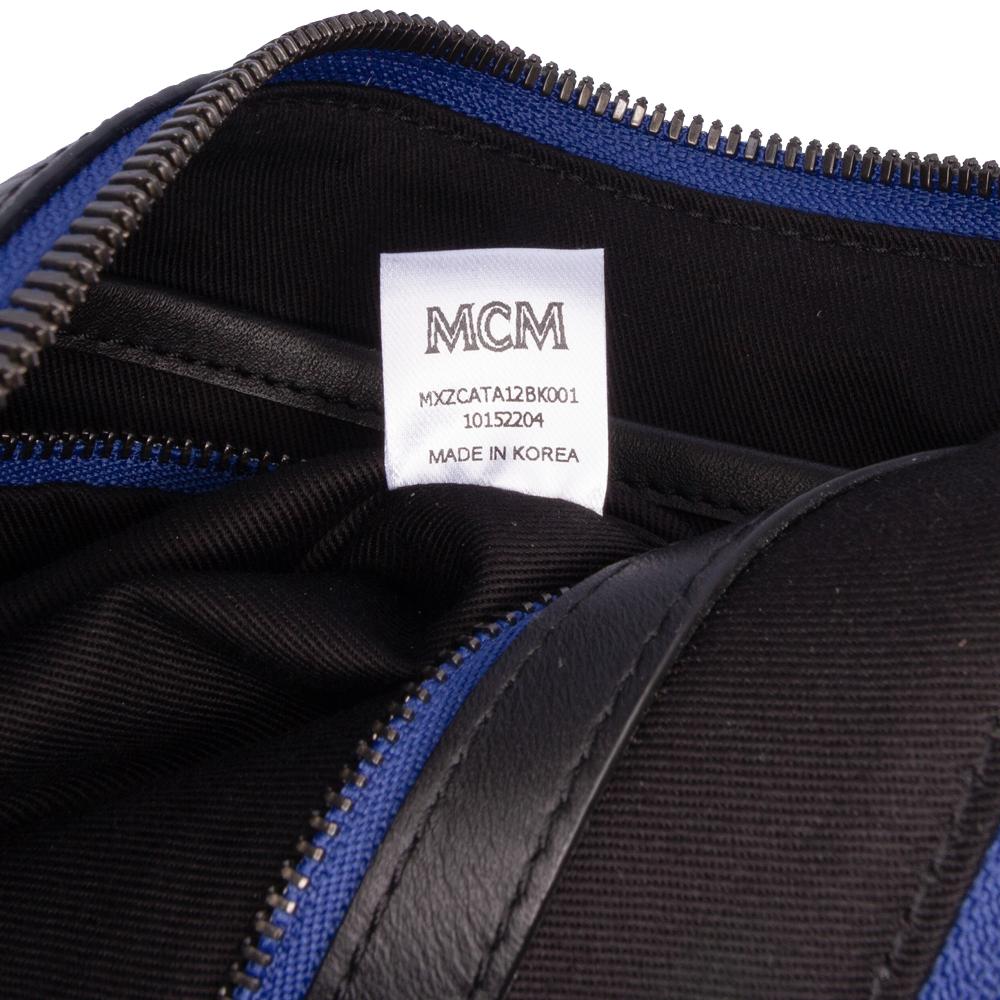 MCM
MXZCATA12BK001
10152204
MADE IN KOREA